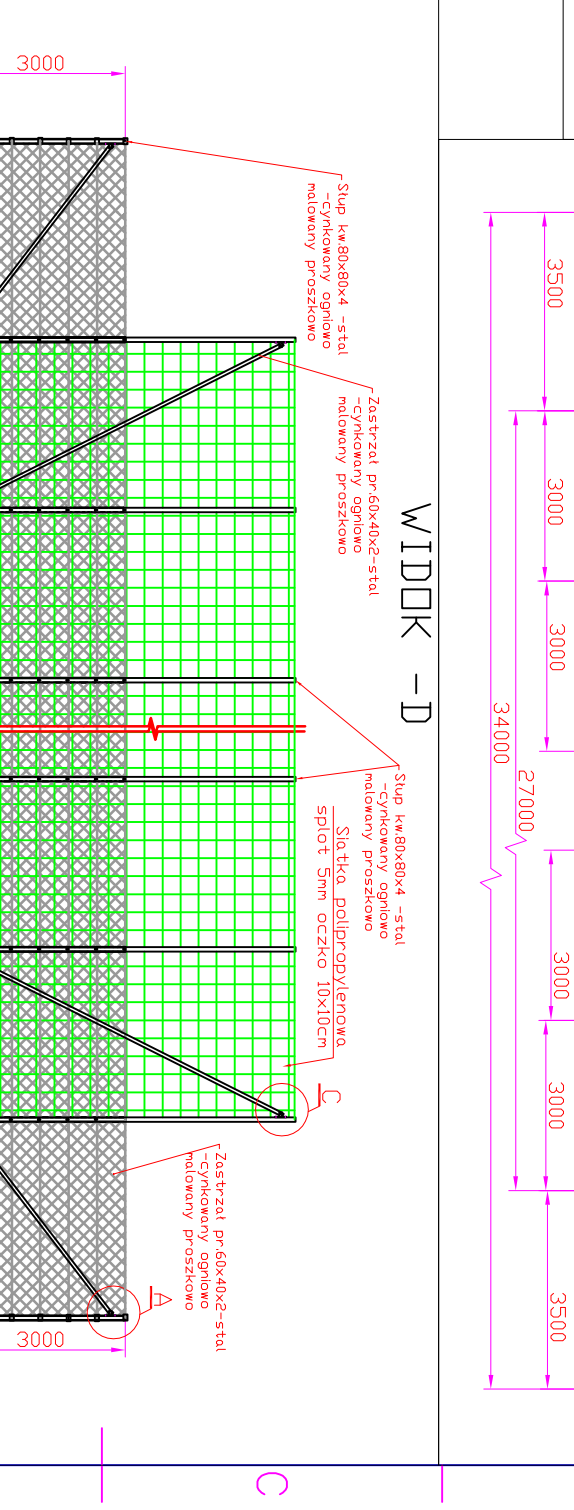 3500
3000
3000
3000
3000
3500
27000
34000
WIDOK -D
Słup kw.80x80x4 -stal
-cynkowany ogniowo
malowany proszkowo
Zastrzał pr.60x40x2-stal
-cynkowany ogniowo
malowany proszkowo
Słup kw.80x80x4 -stal
-cynkowany ogniowo
malowany proszkowo
Siatka polipropylenowa
splot 5mm oczko 10x10cm
C
Zastrzał pr.60x40x2-stal
-cynkowany ogniowo
malowany proszkowo
A
3000
3000
C